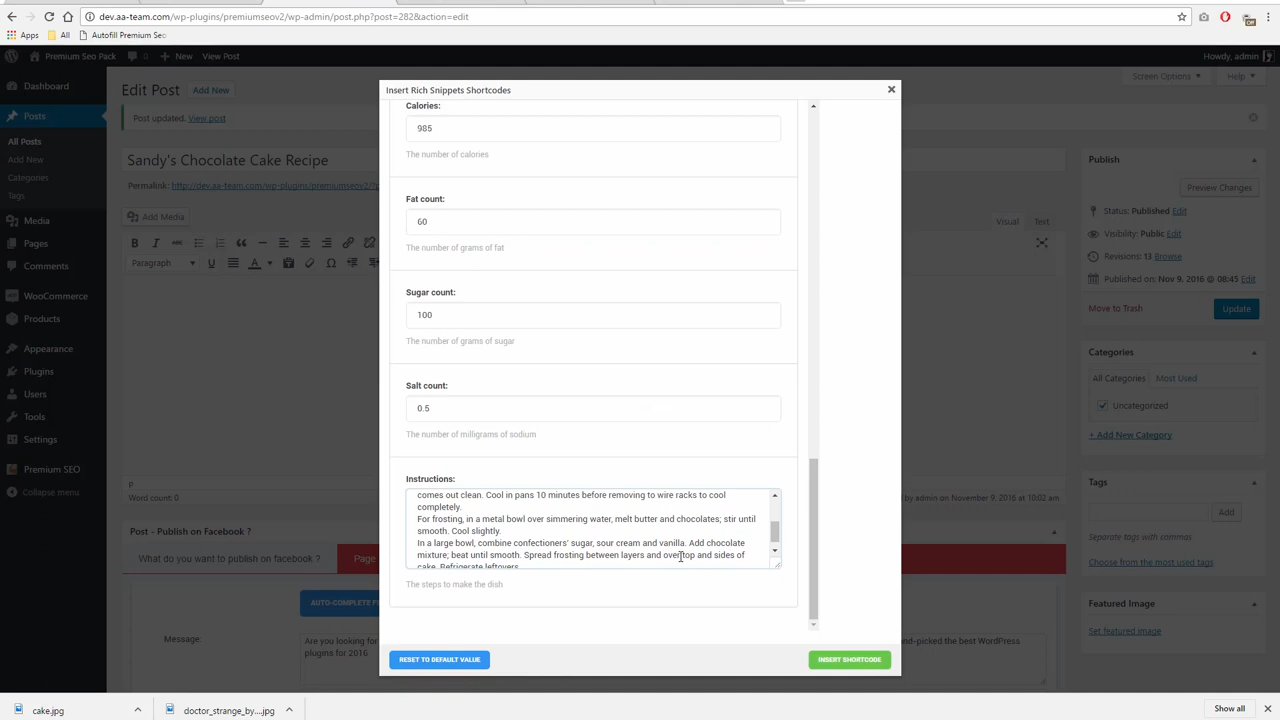 dev.aa-team.com/wp-plugins/premiumseov2/wp-admin/post.php?post=282&action=edit
Apps
All
Autofill Premium Seo
Premium Seo Pack
0
New
View Post
Howdy, admin
Dashboard
Posts
All Posts
Add New
Categories
Tags
Media
Pages
Comments
WooCommerce
Products
Appearance
Plugins
Users
Tools
Settings
Premium SEO
Collapse menu
Edit Post
Add New
Screen Options
Help
Post updated. View post
Sandy's Chocolate Cake Recipe
Permalink: http://dev.aa-team.com/wp-plugins/premiumseov2/?
Add Media
Visual
Text
B
I
ABC
Paragraph
U
A
P
Word count: 0
by admin on November 9, 2016 at 10:02 am
Post - Publish on Facebook ?
What do you want to publish on facebook?
Page
AUTO-COMPLETE FI
Message:
Are you looking for
plugins for 2016
and-picked the best WordPress
Insert Rich Snippets Shortcodes
Calories:
985
The number of calories
Fat count:
60
The number of grams of fat
Sugar count:
100
The number of grams of sugar
Salt count:
0.5
The number of milligrams of sodium
Instructions:
comes out clean. Cool in pans 10 minutes before removing to wire racks to cool
completely.
For frosting, in a metal bowl over simmering water, melt butter and chocolates; stir until
smooth. Cool slightly.
In a large bowl, combine confectioners' sugar, sour cream and vanilla. Add chocolate
mixture; beat until smooth. Spread frosting between layers and over top and sides of
cake. Refrigerate leftovers.
The steps to make the dish
RESET TO DEFAULT VALUE
INSERT SHORTCODE
Publish
Preview Changes
Status: Published Edit
Visibility: Public Edit
Revisions: 13 Browse
Published on: Nov 9, 2016 @ 08:45 Edit
Move to Trash
Update
Categories
All Categories
Most Used
Uncategorized
+ Add New Category
Tags
Add
Separate tags with commas
Choose from the most used tags
Featured Image
Set featured image
cake.jpg
doctor_strange_by....jpg
Show all